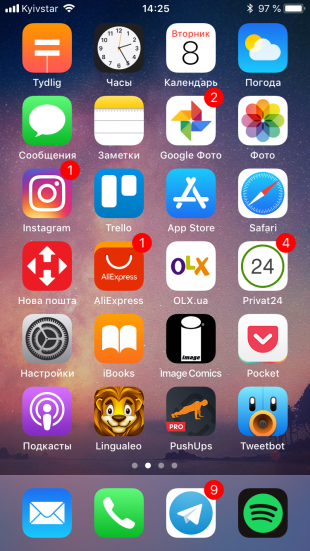 Kyivstar 14:25 97 %
Вторник
8 2
Tydlig Часы Календарь Погода
Сообщения Заметки Google Фото Фото
1
Instagram Trello App Store Safari
AliExpress 1 OLX 24 4
Нова пошта AliExpress OLX.ua Privat24
image
Настройки iBooks Image Comics Pocket
PRO
Подкасты Lingualeo PushUps Tweetbot
9